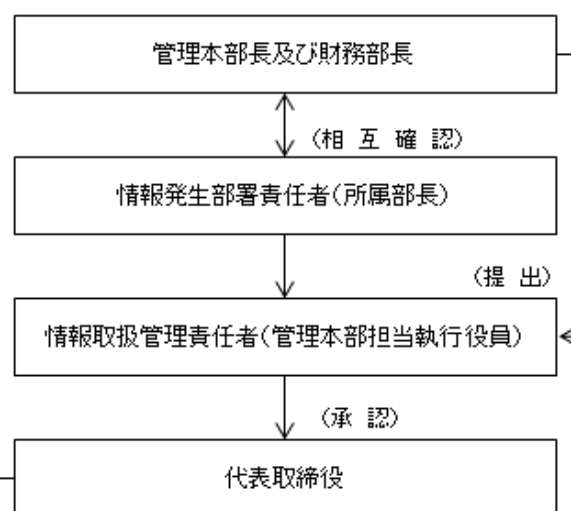 管理本部長及び財務部長
(相 互 確 認)
情報発生部署責任者(所属部長)
(提 出)
情報取扱管理責任者(管理本部担当執行役員)
(承 認)
代表取締役